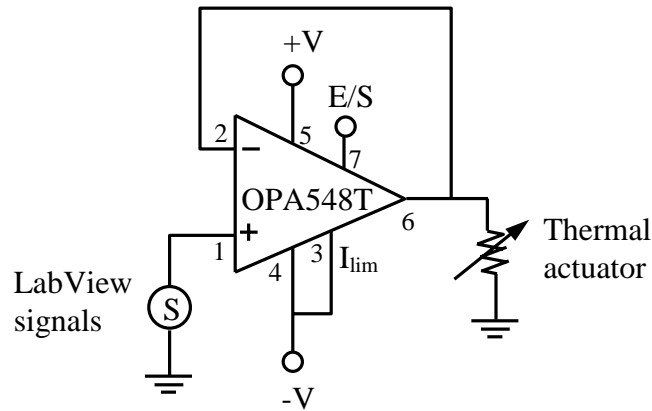 +V
E/S
2
5
7
−
OPA548T
6
+
1
4
3
I_lim
Thermal
actuator
LabView
signals
S
-V